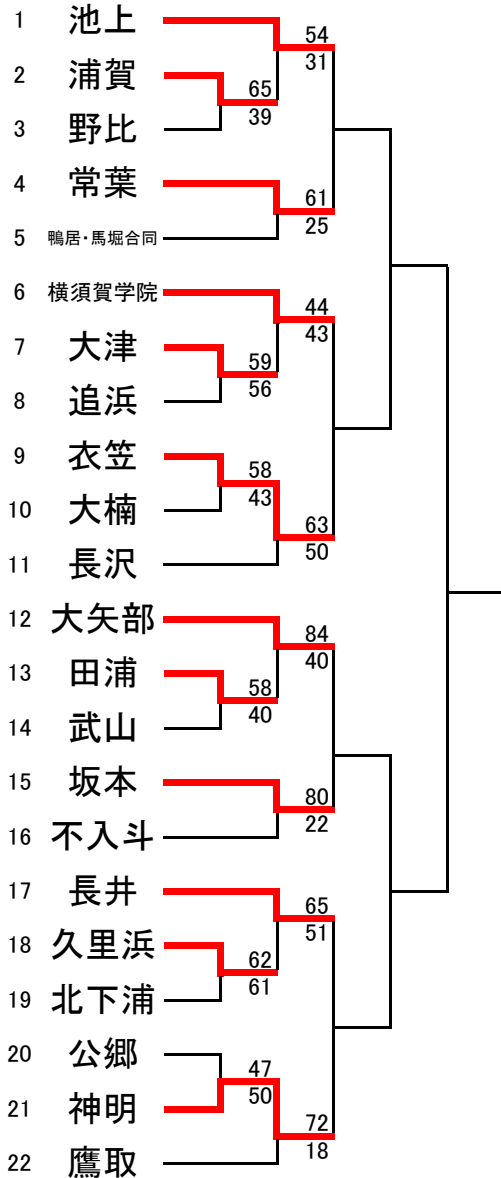 1 池上
54
31
2 浦賀
65
39
3 野比
4 常葉
61
25
5 鴨居・馬堀合同
6 横須賀学院
44
43
7 大津
59
56
8 追浜
9 衣笠
58
43
10 大楠
63
50
11 長沢
12 大矢部
84
40
13 田浦
58
40
14 武山
15 坂本
80
22
16 不入斗
17 長井
65
51
18 久里浜
62
61
19 北下浦
20 公郷
47
50
21 神明
72
18
22 鷹取